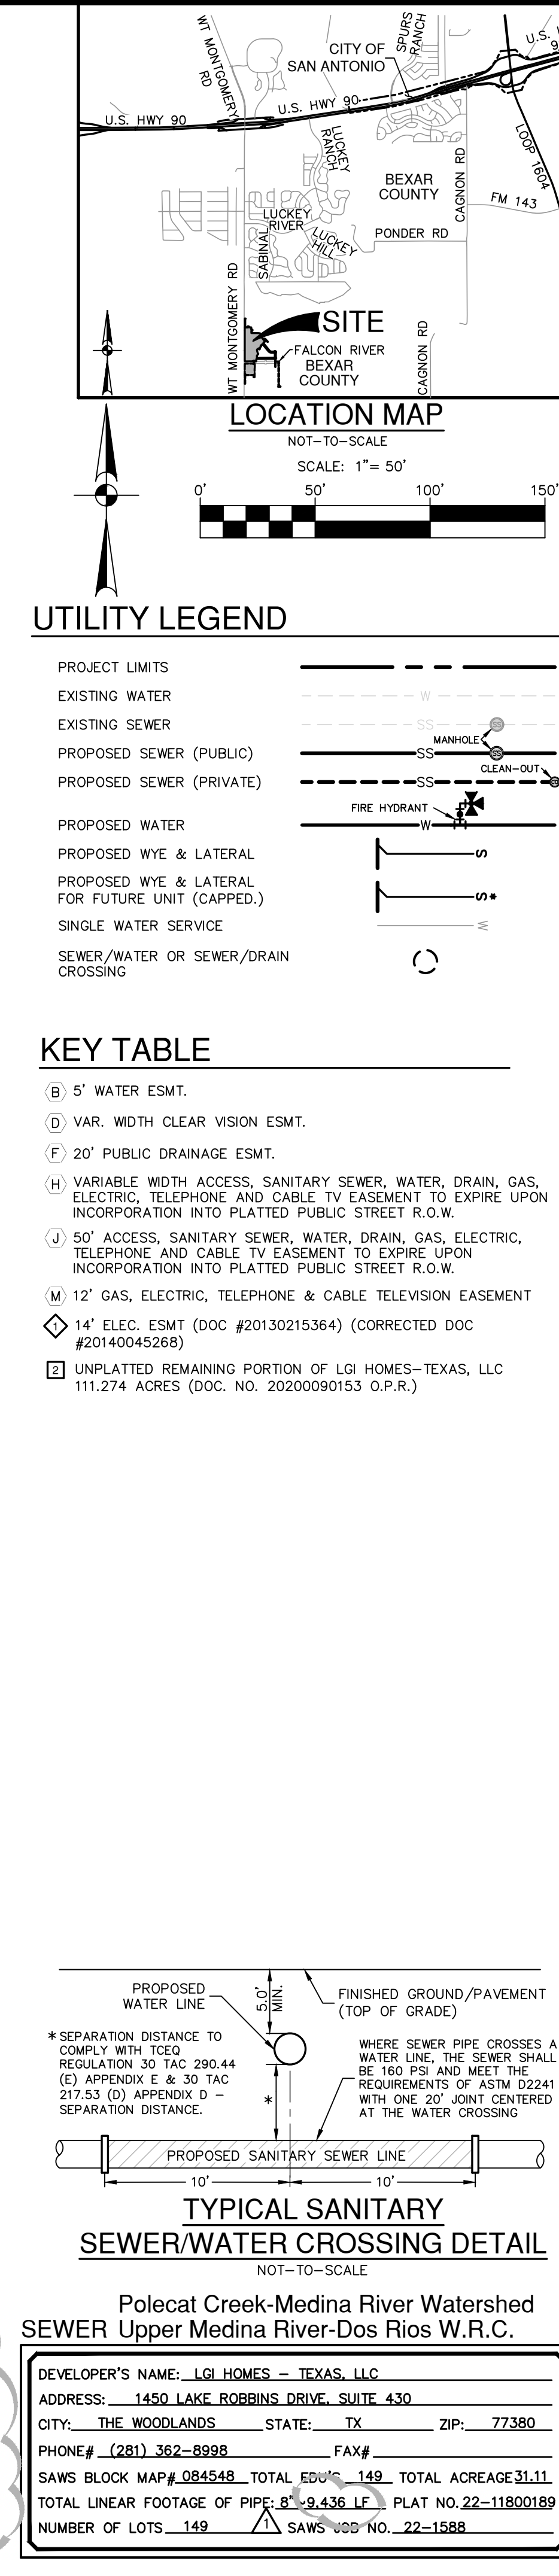 WT MONTGOMERY RD
CITY OF
SAN ANTONIO
SPURS
RANCH
U.S.
U.S. HWY 90
U.S. HWY 90
LUCKEY
RANCH
LOOP 1604
BEXAR
COUNTY
CAGNON RD
FM 143
LUCKEY
RIVER
LUCKEY
HILL
PONDER RD
SABINAL
WT MONTGOMERY RD
SITE
FALCON RIVER
BEXAR
COUNTY
CAGNON RD
LOCATION MAP
NOT-TO-SCALE
SCALE: 1"= 50'
0' 50' 100' 150'
UTILITY LEGEND
PROJECT LIMITS
EXISTING WATER W
EXISTING SEWER SS SS
MANHOLE
PROPOSED SEWER (PUBLIC) SS SS
CLEAN-OUT
PROPOSED SEWER (PRIVATE) SS
FIRE HYDRANT
PROPOSED WATER W
PROPOSED WYE & LATERAL S
PROPOSED WYE & LATERAL
FOR FUTURE UNIT (CAPPED.) S*
SINGLE WATER SERVICE W
SEWER/WATER OR SEWER/DRAIN
CROSSING
KEY TABLE
B 5' WATER ESMT.
D VAR. WIDTH CLEAR VISION ESMT.
F 20' PUBLIC DRAINAGE ESMT.
H VARIABLE WIDTH ACCESS, SANITARY SEWER, WATER, DRAIN, GAS,
ELECTRIC, TELEPHONE AND CABLE TV EASEMENT TO EXPIRE UPON
INCORPORATION INTO PLATTED PUBLIC STREET R.O.W.
J 50' ACCESS, SANITARY SEWER, WATER, DRAIN, GAS, ELECTRIC,
TELEPHONE AND CABLE TV EASEMENT TO EXPIRE UPON
INCORPORATION INTO PLATTED PUBLIC STREET R.O.W.
M 12' GAS, ELECTRIC, TELEPHONE & CABLE TELEVISION EASEMENT
1 14' ELEC. ESMT (DOC #20130215364) (CORRECTED DOC
#20140045268)
2 UNPLATTED REMAINING PORTION OF LGI HOMES-TEXAS, LLC
111.274 ACRES (DOC. NO. 20200090153 O.P.R.)
PROPOSED
WATER LINE
5.0'
MIN.
FINISHED GROUND/PAVEMENT
(TOP OF GRADE)
* SEPARATION DISTANCE TO
COMPLY WITH TCEQ
REGULATION 30 TAC 290.44
(E) APPENDIX E & 30 TAC
217.53 (D) APPENDIX D -
SEPARATION DISTANCE.
*
WHERE SEWER PIPE CROSSES A
WATER LINE, THE SEWER SHALL
BE 160 PSI AND MEET THE
REQUIREMENTS OF ASTM D2241
WITH ONE 20' JOINT CENTERED
AT THE WATER CROSSING
PROPOSED SANITARY SEWER LINE
10' 10'
TYPICAL SANITARY
SEWER/WATER CROSSING DETAIL
NOT-TO-SCALE
Polecat Creek-Medina River Watershed
SEWER Upper Medina River-Dos Rios W.R.C.
DEVELOPER'S NAME: LGI HOMES - TEXAS, LLC
ADDRESS: 1450 LAKE ROBBINS DRIVE, SUITE 430
CITY: THE WOODLANDS STATE: TX ZIP: 77380
PHONE# (281) 362-8998 FAX#
SAWS BLOCK MAP# 084548 TOTAL EDU'S 149 TOTAL ACREAGE 31.11
TOTAL LINEAR FOOTAGE OF PIPE: 8" -9,436 LF PLAT NO. 22-11800189
NUMBER OF LOTS 149 1 SAWS JOB NO. 22-1588